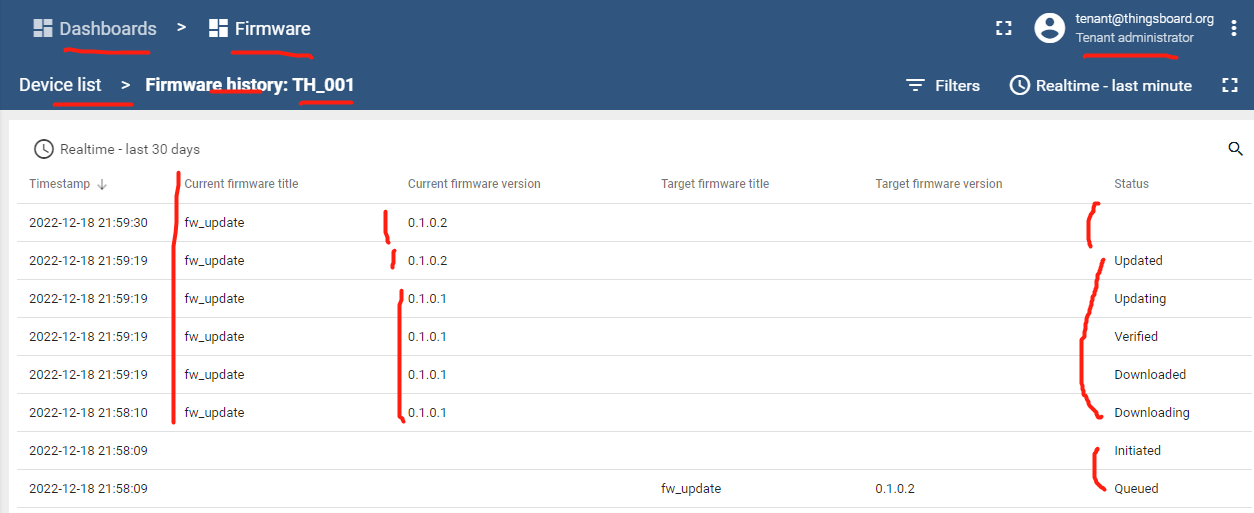 Dashboards > Firmware tenant@thingsboard.org
Tenant administrator
Device list > Firmware history: TH_001 Filters Realtime - last minute
Realtime - last 30 days
Timestamp ↓ Current firmware title Current firmware version Target firmware title Target firmware version Status
2022-12-18 21:59:30 fw_update 0.1.0.2
2022-12-18 21:59:19 fw_update 0.1.0.2 Updated
2022-12-18 21:59:19 fw_update 0.1.0.1 Updating
2022-12-18 21:59:19 fw_update 0.1.0.1 Verified
2022-12-18 21:59:19 fw_update 0.1.0.1 Downloaded
2022-12-18 21:58:10 fw_update 0.1.0.1 Downloading
2022-12-18 21:58:09 Initiated
2022-12-18 21:58:09 fw_update 0.1.0.2 Queued